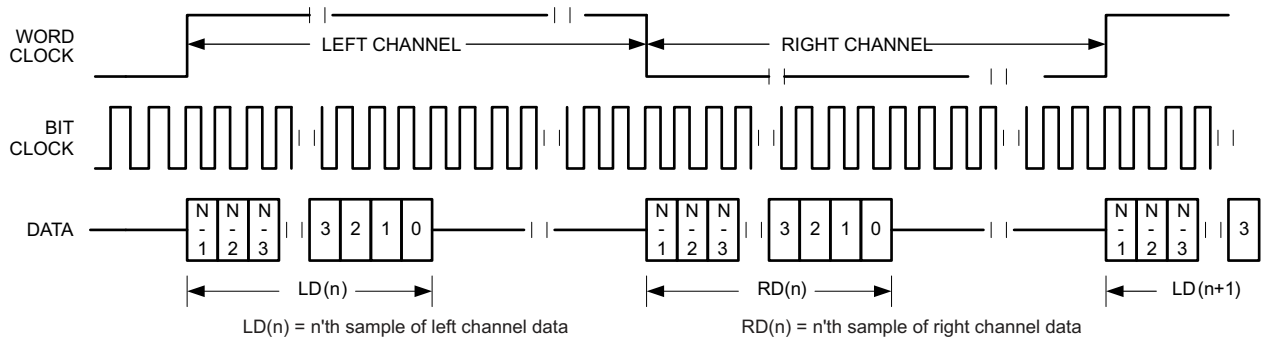 WORD
CLOCK
LEFT CHANNEL
RIGHT CHANNEL
BIT
CLOCK
DATA
N
-
1
N
-
2
N
-
3
3
2
1
0
N
-
1
N
-
2
N
-
3
3
2
1
0
N
-
1
N
-
2
N
-
3
3
LD(n)
RD(n)
LD(n+1)
LD(n) = n'th sample of left channel data
RD(n) = n'th sample of right channel data